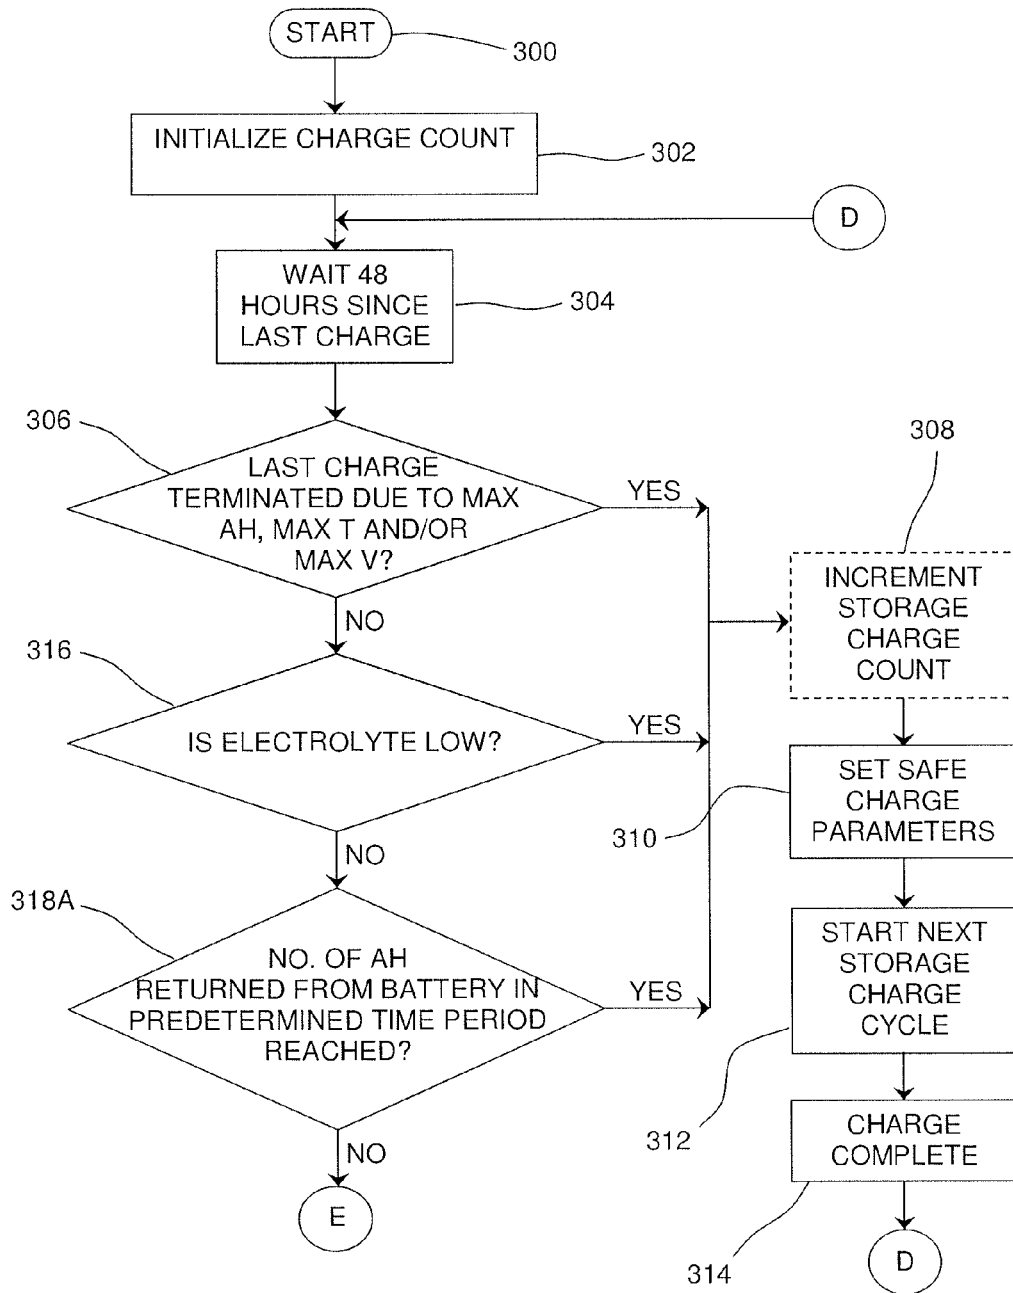 START
300
INITIALIZE CHARGE COUNT
302
D
WAIT 48
HOURS SINCE
LAST CHARGE
304
306
LAST CHARGE
TERMINATED DUE TO MAX
AH, MAX T AND/OR
MAX V?
YES
NO
308
INCREMENT
STORAGE
CHARGE
COUNT
316
IS ELECTROLYTE LOW?
YES
NO
SET SAFE
CHARGE
PARAMETERS
310
318A
NO. OF AH
RETURNED FROM BATTERY IN
PREDETERMINED TIME PERIOD
REACHED?
YES
NO
START NEXT
STORAGE
CHARGE
CYCLE
312
CHARGE
COMPLETE
314
E
D